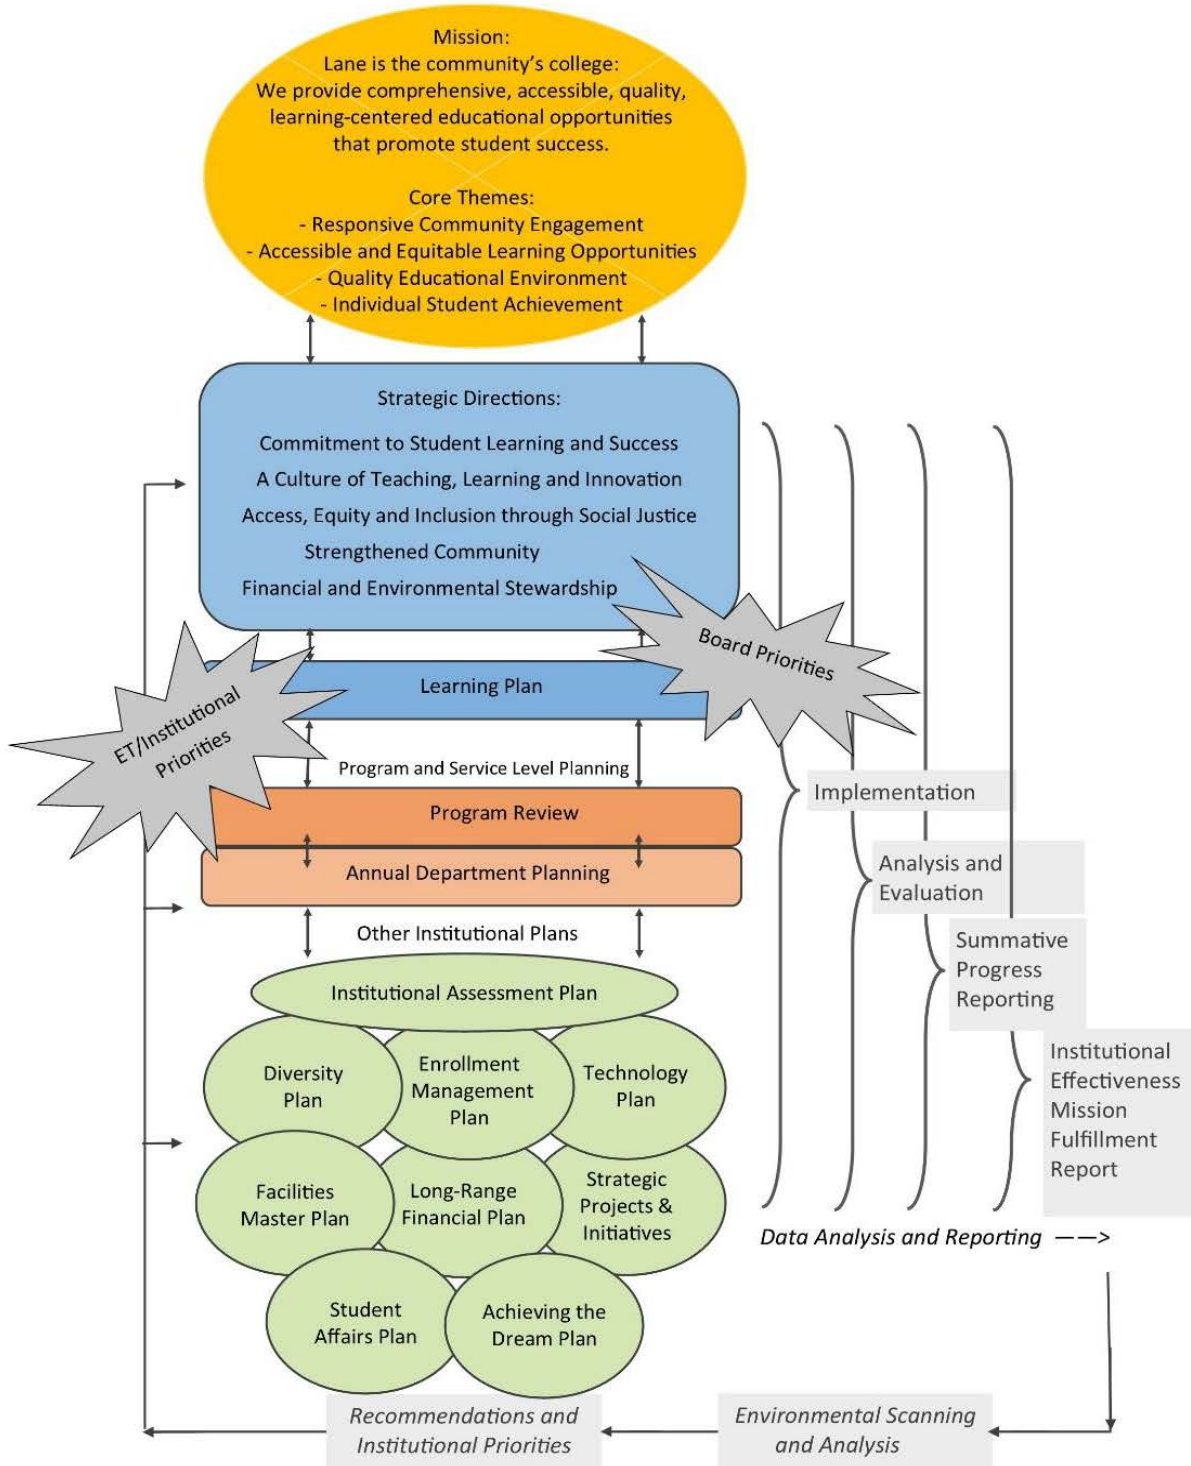 Mission:
Lane is the community's college:
We provide comprehensive, accessible, quality,
learning-centered educational opportunities
that promote student success.
Core Themes:
- Responsive Community Engagement
- Accessible and Equitable Learning Opportunities
- Quality Educational Environment
- Individual Student Achievement
Strategic Directions:
Commitment to Student Learning and Success
A Culture of Teaching, Learning and Innovation
Access, Equity and Inclusion through Social Justice
Strengthened Community
Financial and Environmental Stewardship
Board Priorities
ET/Institutional
Priorities
Learning Plan
Program and Service Level Planning
Program Review
Annual Department Planning
Other Institutional Plans
Institutional Assessment Plan
Diversity
Plan
Enrollment
Management
Plan
Technology
Plan
Facilities
Master Plan
Long-Range
Financial Plan
Strategic
Projects &
Initiatives
Student
Affairs Plan
Achieving the
Dream Plan
Implementation
Analysis and
Evaluation
Summative
Progress
Reporting
Institutional
Effectiveness
Mission
Fulfillment
Report
Data Analysis and Reporting ——>
Environmental Scanning
and Analysis
Recommendations and
Institutional Priorities